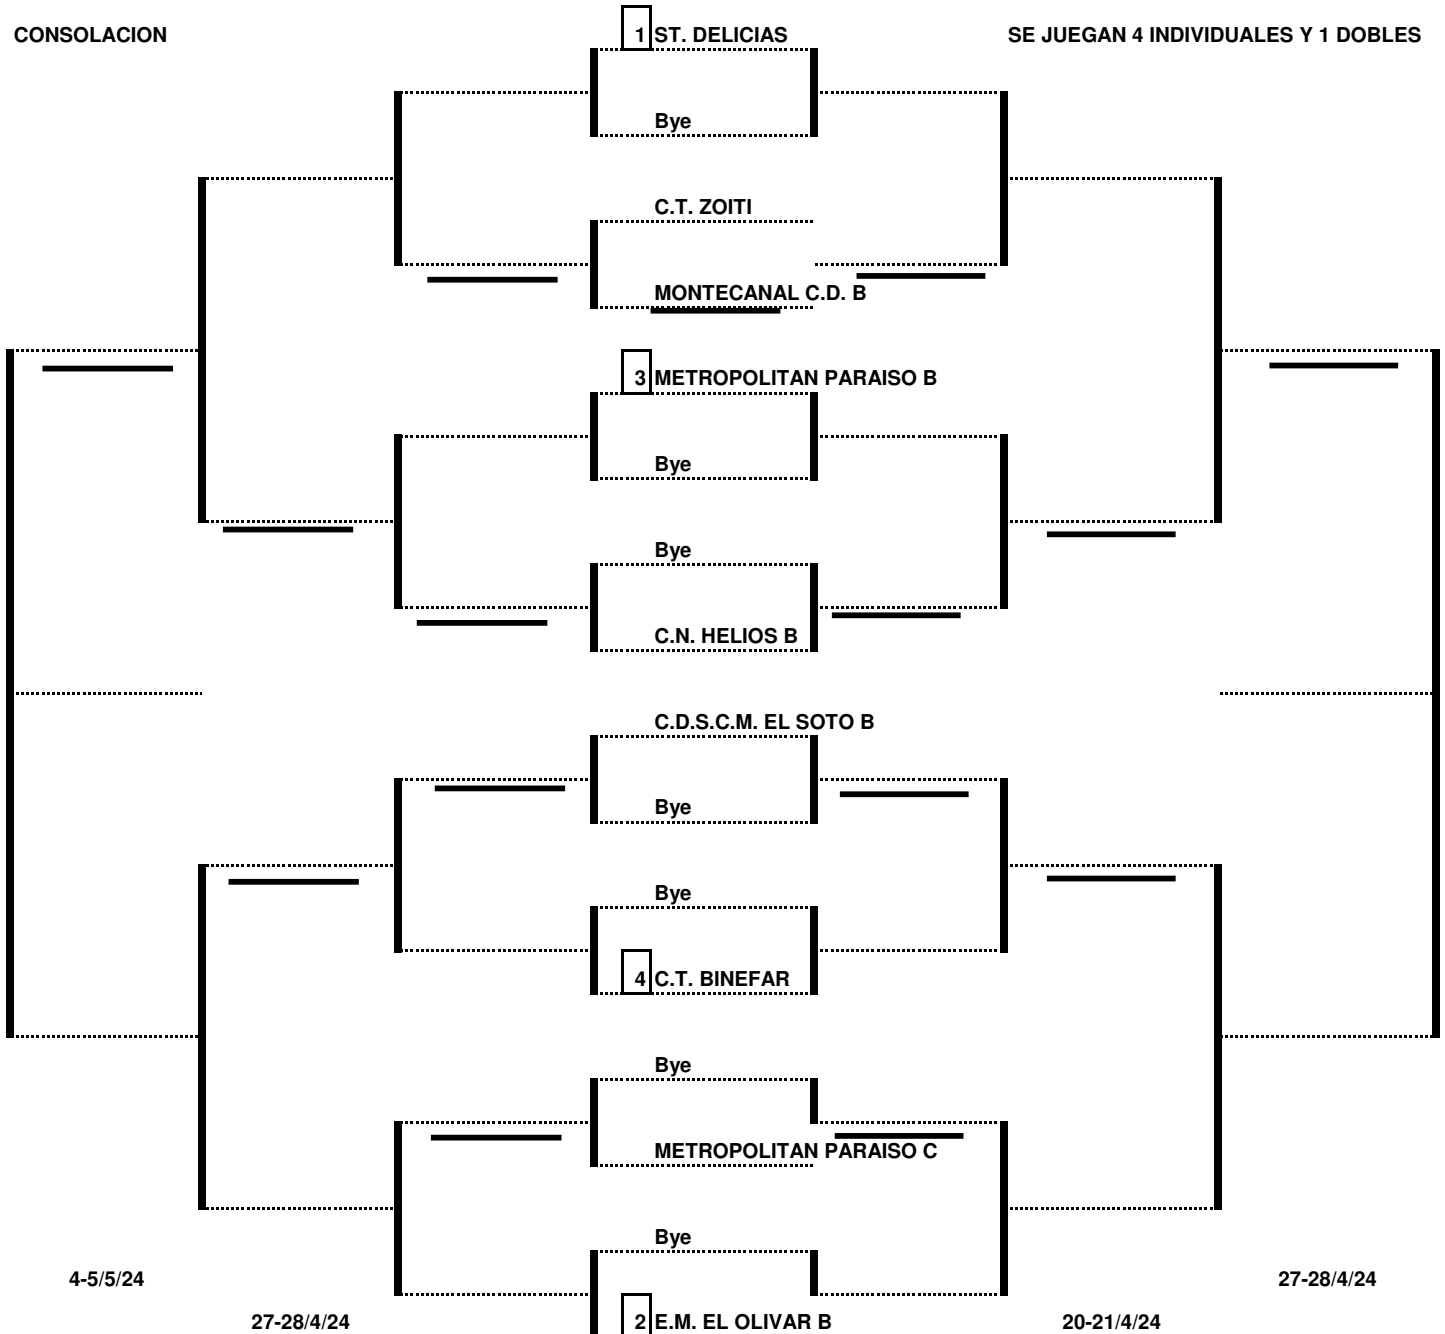 CONSOLACION
1 ST. DELICIAS
SE JUEGAN 4 INDIVIDUALES Y 1 DOBLES
Bye
C.T. ZOITI
MONTECANAL C.D. B
3 METROPOLITAN PARAISO B
Bye
Bye
C.N. HELIOS B
C.D.S.C.M. EL SOTO B
Bye
Bye
4 C.T. BINEFAR
Bye
METROPOLITAN PARAISO C
Bye
4-5/5/24
27-28/4/24
27-28/4/24
2 E.M. EL OLIVAR B
20-21/4/24